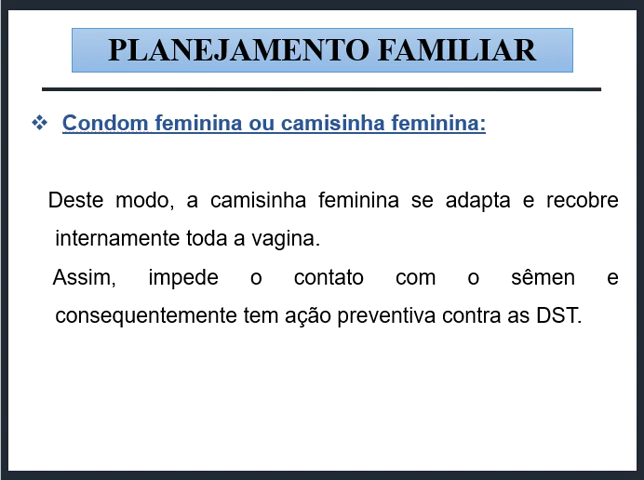 PLANEJAMENTO FAMILIAR
Condom feminina ou camisinha feminina:
Deste modo, a camisinha feminina se adapta e recobre
internamente toda a vagina.
Assim, impede o contato com o sêmen e
consequentemente tem ação preventiva contra as DST.